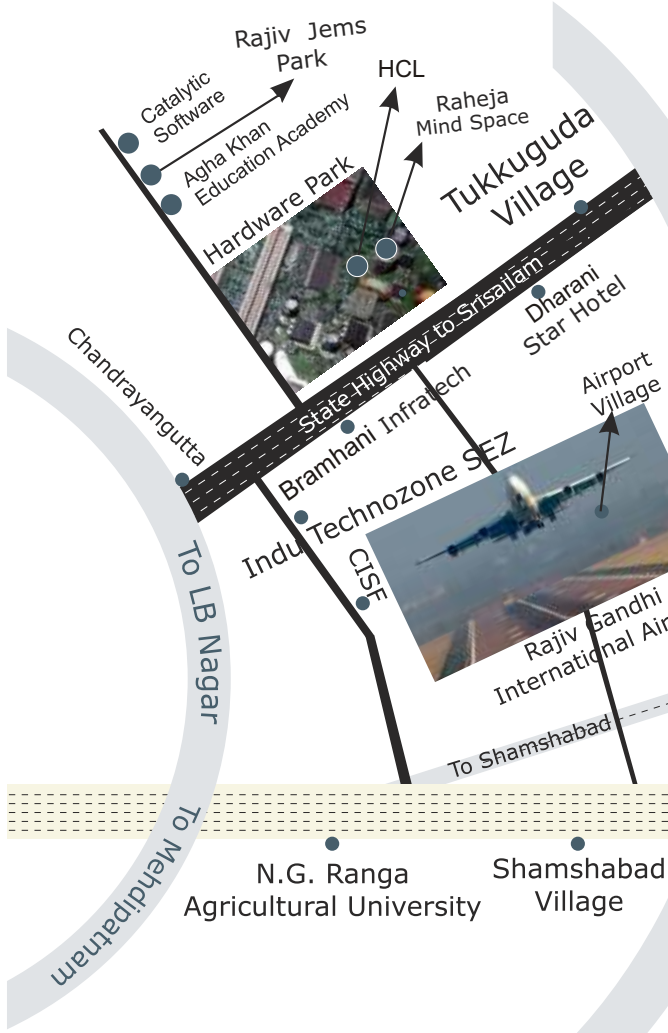 Rajiv Jems
Park
HCL
Raheja
Mind Space
Catalytic
Software
Agha Khan
Education Academy
Hardware Park
Tukkuguda
Village
State Highway to Srisailam
Dharani
Star Hotel
Chandrayangutta
Airport
Village
Bramhani Infratech
Indu Technozone SEZ
CISF
Rajiv Gandhi
International Air
To LB Nagar
To Shamshabad
To Mehdipatnam
N.G. Ranga
Agricultural University
Shamshabad
Village